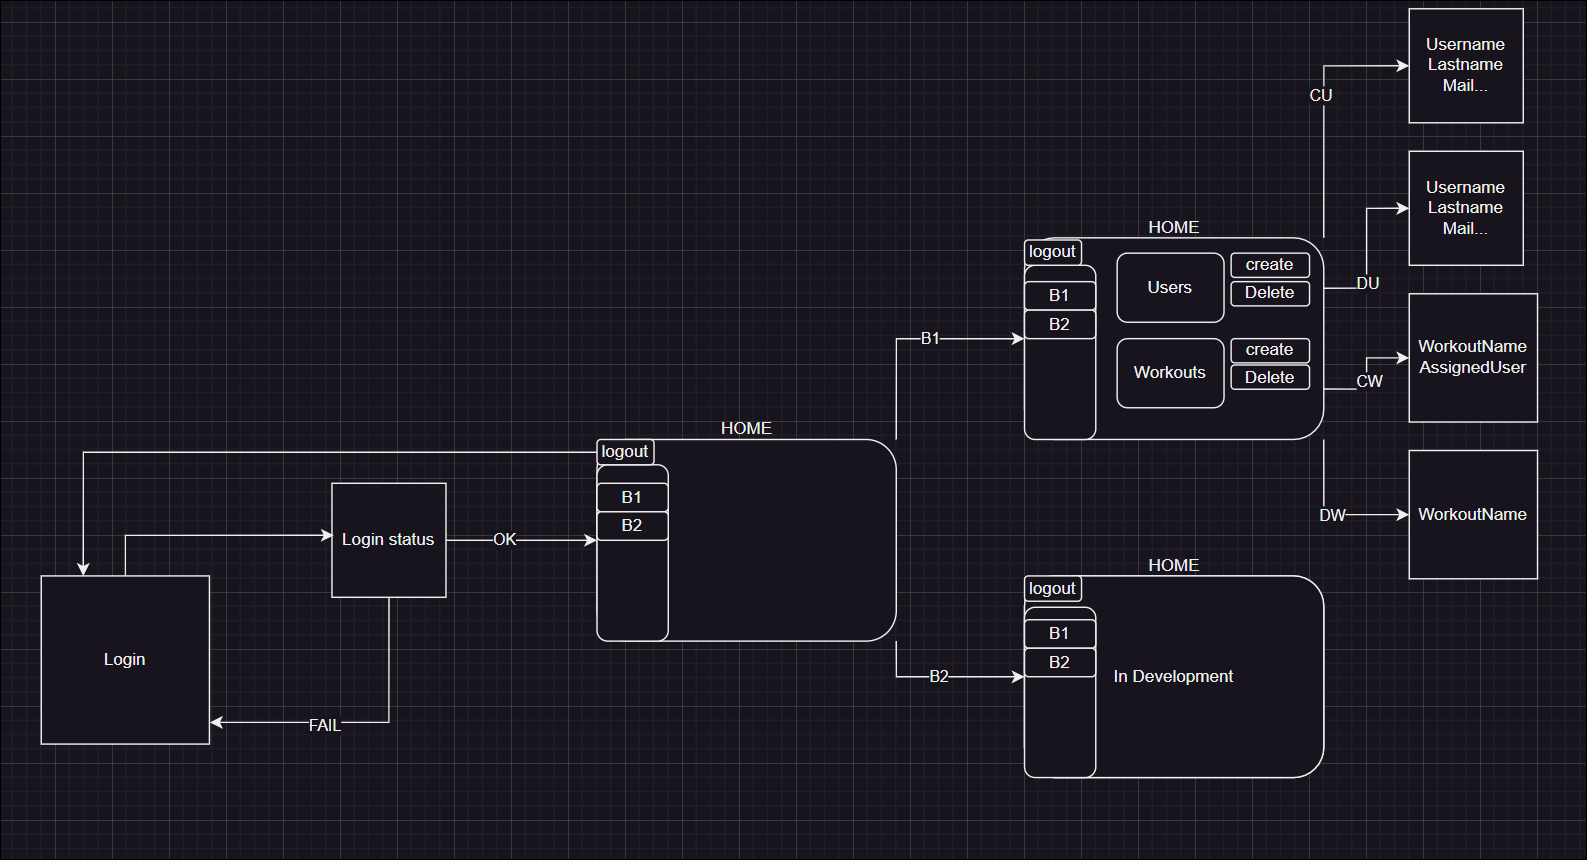 Username
Lastname
Mail...
CU
Username
Lastname
Mail...
HOME
logout
B1
B2
Users
create
Delete
Workouts
create
Delete
DU
CW
WorkoutName
AssignedUser
B1
HOME
logout
B1
B2
Login status
OK
DW
WorkoutName
HOME
logout
B1
B2
In Development
B2
Login
FAIL